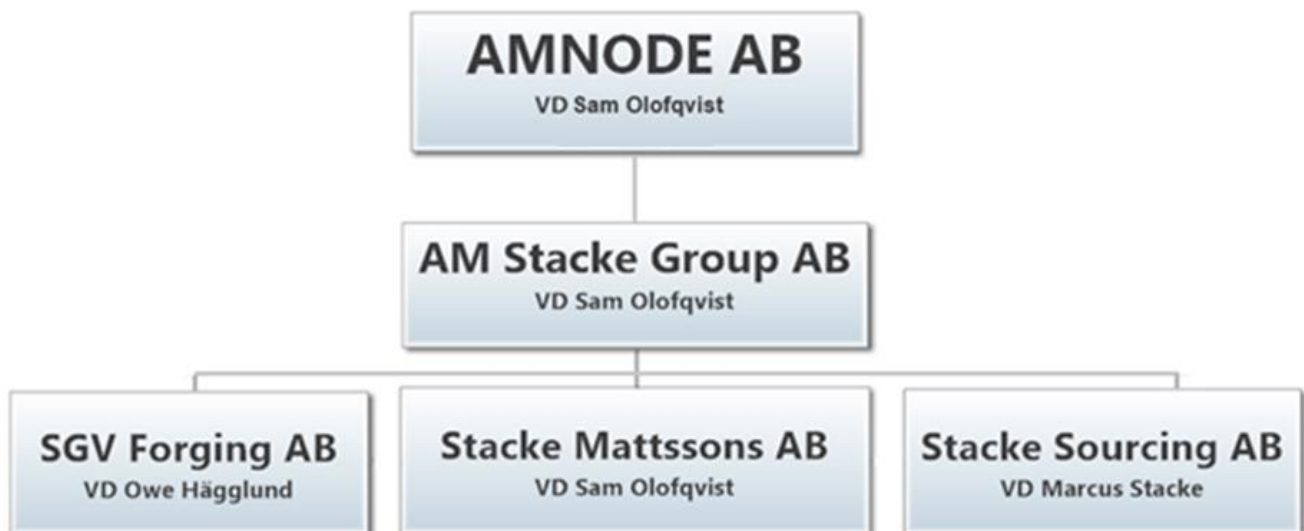 AMNODE AB
VD Sam Olofqvist
AM Stacke Group AB
VD Sam Olofqvist
SGV Forging AB
VD Owe Hägglund
Stacke Mattssons AB
VD Sam Olofqvist
Stacke Sourcing AB
VD Marcus Stacke